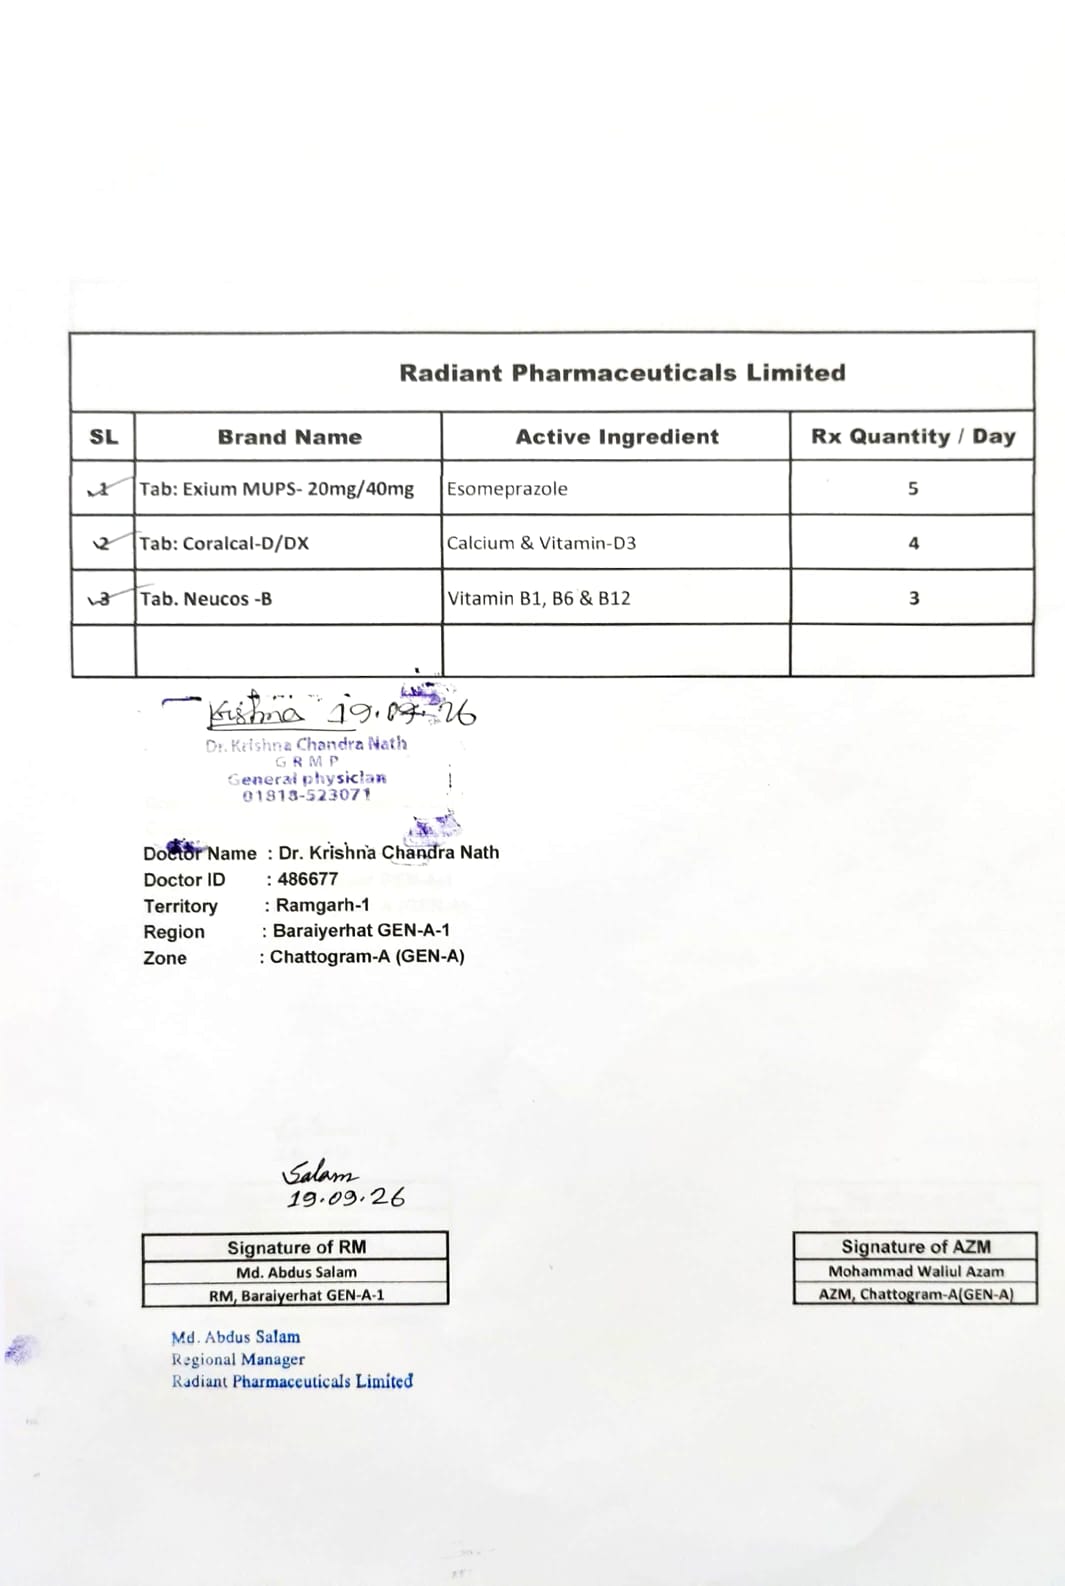 Radiant Pharmaceuticals Limited
SL Brand Name Active Ingredient Rx Quantity / Day
1 Tab: Exium MUPS- 20mg/40mg Esomeprazole 5
2 Tab: Coralcal-D/DX Calcium & Vitamin-D3 4
3 Tab. Neucos -B Vitamin B1, B6 & B12 3
Krishna 19.09.26
Dr. Krishna Chandra Nath
G R M P
General physician
01818-523071
Doctor Name : Dr. Krishna Chandra Nath
Doctor ID : 486677
Territory : Ramgarh-1
Region : Baraiyerhat GEN-A-1
Zone : Chattogram-A (GEN-A)
Salam
19.09.26
Signature of RM
Md. Abdus Salam
RM, Baraiyerhat GEN-A-1
Signature of AZM
Mohammad Waliul Azam
AZM, Chattogram-A(GEN-A)
Md. Abdus Salam
Regional Manager
Radiant Pharmaceuticals Limited